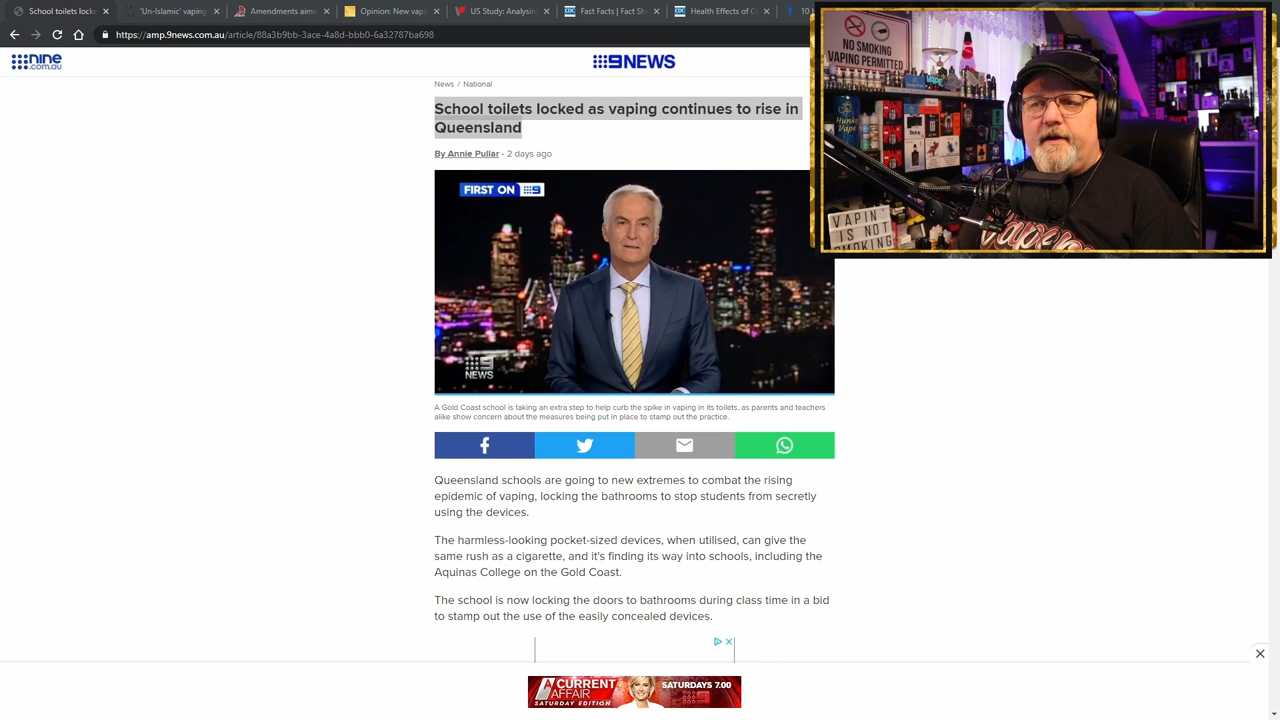 School toilets locke
'Un-Islamic' vaping
Amendments aime
Opinion: New vape
US Study: Analysin
Fast Facts | Fact Sh
Health Effects of Ci
10
https://amp.9news.com.au/article/88a3b9bb-3ace-4a8d-bbb0-6a32787ba698
nine
.com.au
9NEWS
News / National
School toilets locked as vaping continues to rise in
Queensland
By Annie Pullar - 2 days ago
FIRST ON 9
9
NEWS
A Gold Coast school is taking an extra step to help curb the spike in vaping in its toilets, as parents and teachers
alike show concern about the measures being put in place to stamp out the practice.
Queensland schools are going to new extremes to combat the rising
epidemic of vaping, locking the bathrooms to stop students from secretly
using the devices.
The harmless-looking pocket-sized devices, when utilised, can give the
same rush as a cigarette, and it's finding its way into schools, including the
Aquinas College on the Gold Coast.
The school is now locking the doors to bathrooms during class time in a bid
to stamp out the use of the easily concealed devices.
A CURRENT
AFFAIR
SATURDAY EDITION
SATURDAYS 7.00
9
NO SMOKING
VAPING PERMITTED
VAPE
VAPIN'
IS NOT
SMOKING